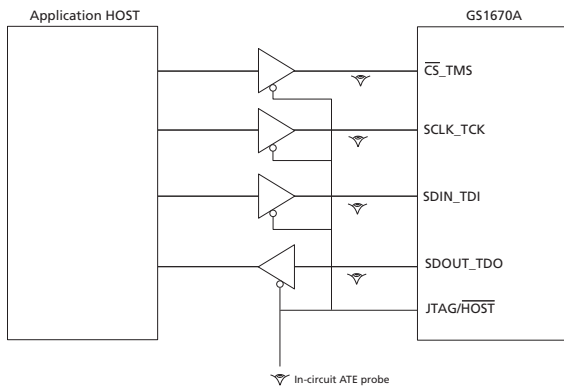 Application HOST
GS1670A
CS_TMS
SCLK_TCK
SDIN_TDI
SDOUT_TDO
JTAG/HOST
In-circuit ATE probe